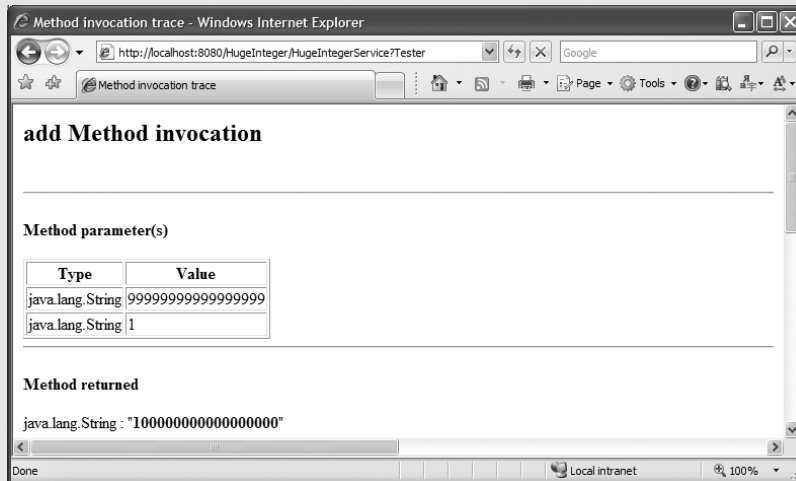 Method invocation trace - Windows Internet Explorer
http://localhost:8080/HugeInteger/HugeIntegerService?Tester
Google
Method invocation trace
Page
Tools
add Method invocation
Method parameter(s)
Type Value
java.lang.String 99999999999999999
java.lang.String 1
Method returned
java.lang.String : "100000000000000000"
Done
Local intranet
100%